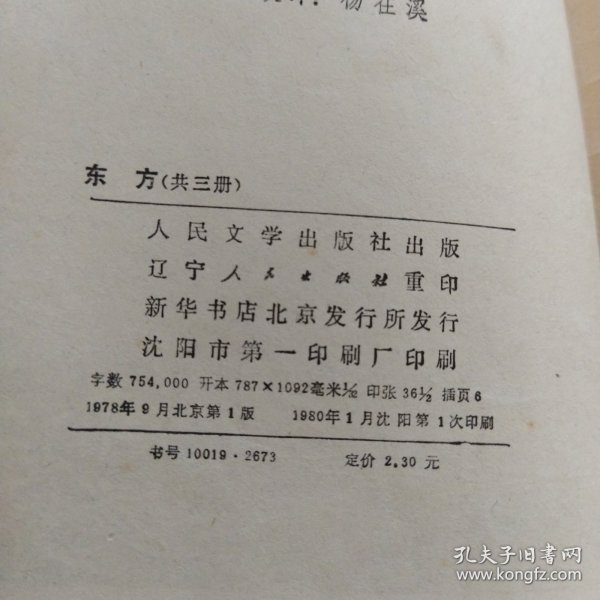 杨在溪
东 方(共三册)
人民文学出版社出版
辽宁人民出版社重印
新华书店北京发行所发行
沈阳市第一印刷厂印刷
字数 754,000 开本 787×1092毫米1/32 印张 36½ 插页 6
1978年9月北京第1版 1980年1月沈阳第1次印刷
书号 10019·2673 定价 2.30 元
孔夫子旧书网
www.kongfz.com